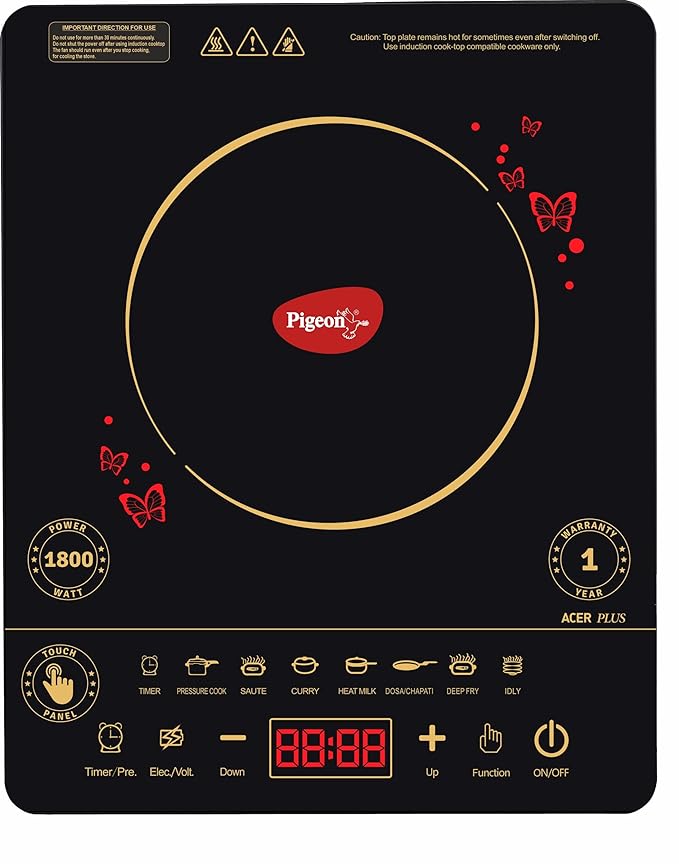 IMPORTANT DIRECTION FOR USE
Do not use for more than 30 minutes continuously.
Do not shut the power off after using induction cooktop
The fan should run even after you stop cooking,
for cooling the stove.
Caution: Top plate remains hot for sometimes even after switching off.
Use induction cook-top compatible cookware only.
Pigeon®
POWER
1800
WATT
WARRANTY
1
YEAR
ACER PLUS
TOUCH
PANEL
TIMER PRESSURE COOK SAUTE CURRY HEAT MILK DOSA/CHAPATI DEEP FRY IDLY
88:88
Timer/Pre. Elec./Volt. Down Up Function ON/OFF